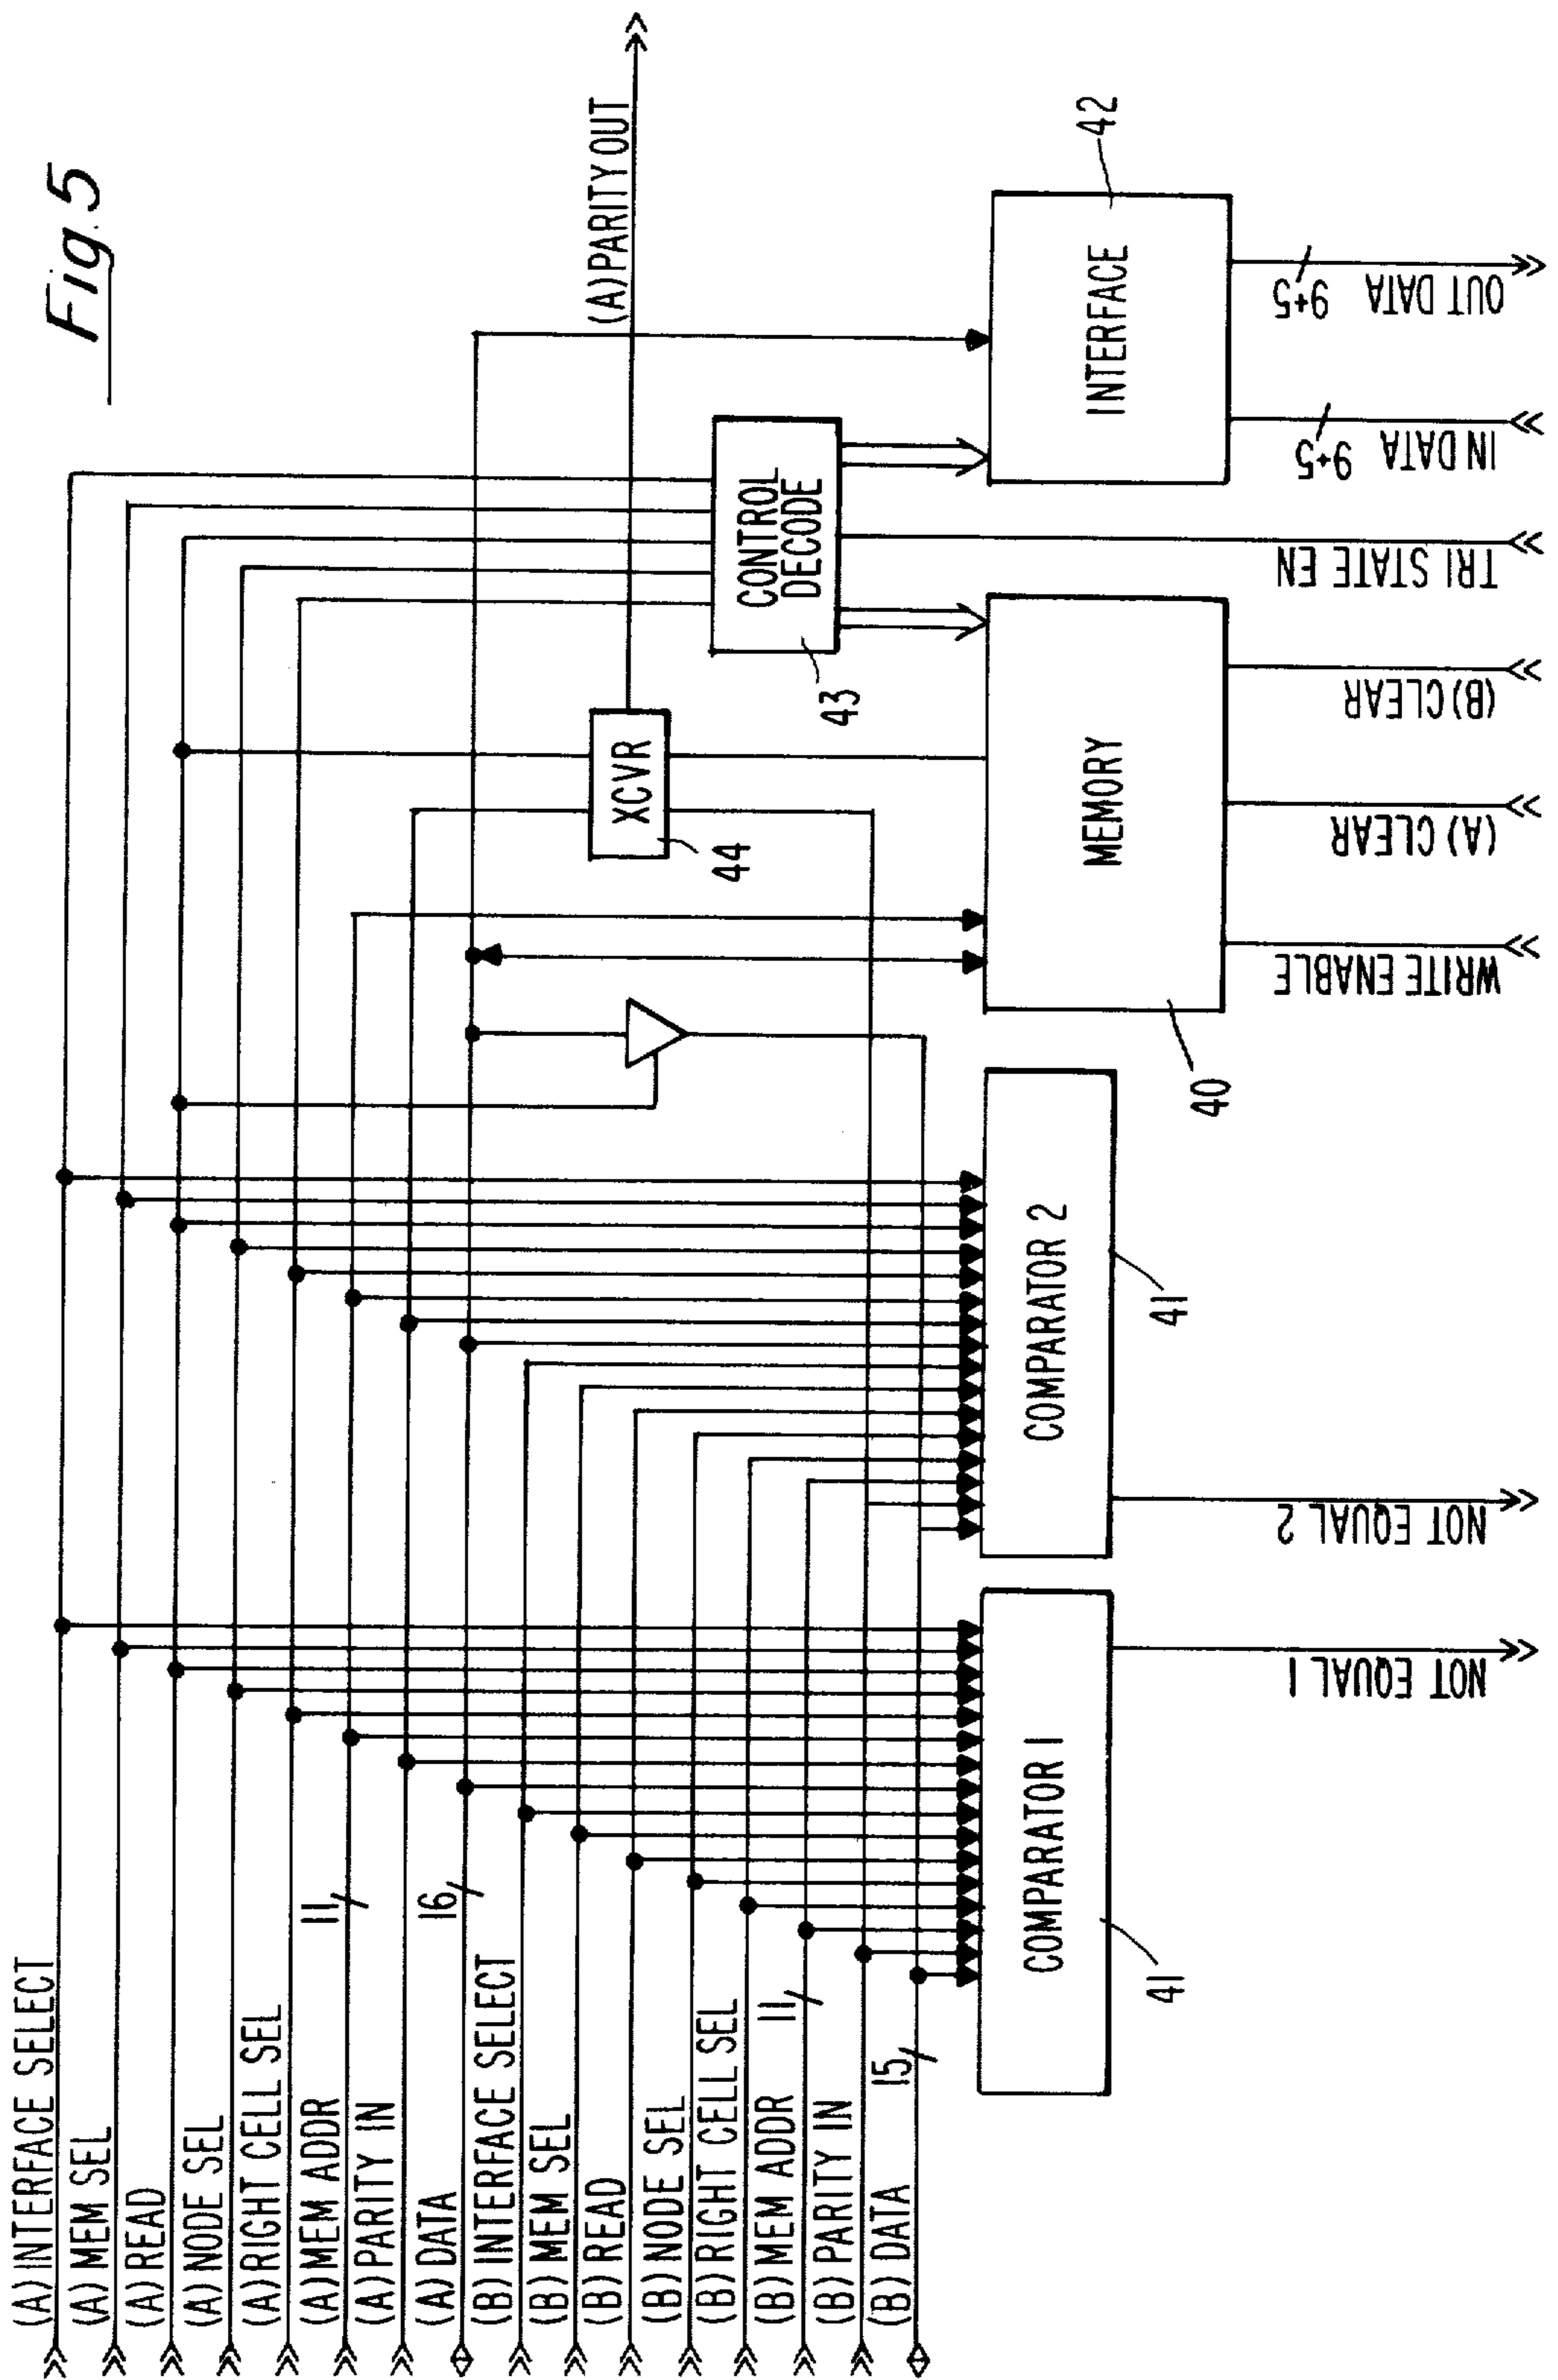 Fig. 5
(A) INTERFACE SELECT
(A) MEM SEL
(A) READ
(A) NODE SEL
(A) RIGHT CELL SEL
(A) MEM ADDR
11
(A) PARITY IN
(A) DATA
16
(B) INTERFACE SELECT
(B) MEM SEL
(B) READ
(B) NODE SEL
(B) RIGHT CELL SEL
(B) MEM ADDR
11
(B) PARITY IN
(B) DATA
15
(A) PARITY OUT
XCVR
44
CONTROL
DECODE
43
COMPARATOR 1
41
COMPARATOR 2
41
MEMORY
40
INTERFACE
42
NOT EQUAL 1
NOT EQUAL 2
WRITE ENABLE
(A) CLEAR
(B) CLEAR
TRI STATE EN
IN DATA 9+5
OUT DATA 9+5